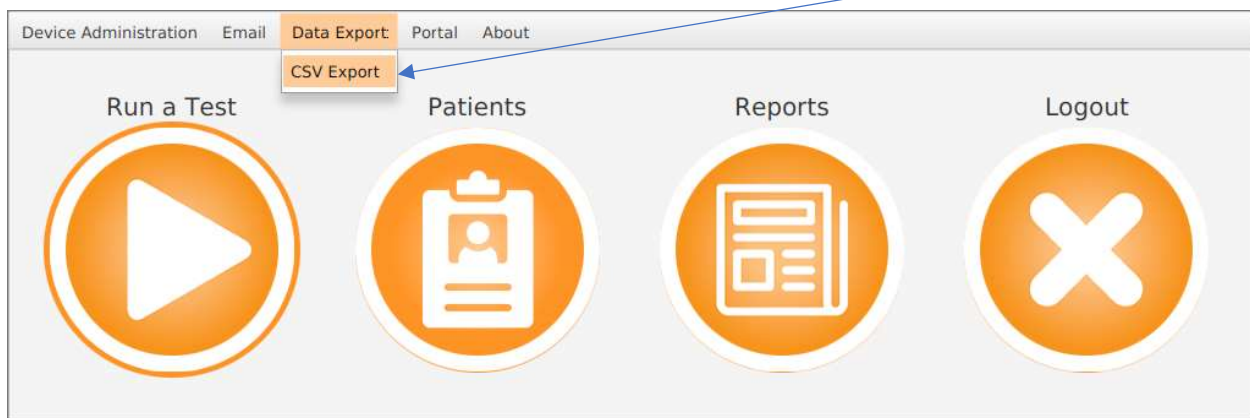 Device Administration Email Data Export Portal About
CSV Export
Run a Test Patients Reports Logout